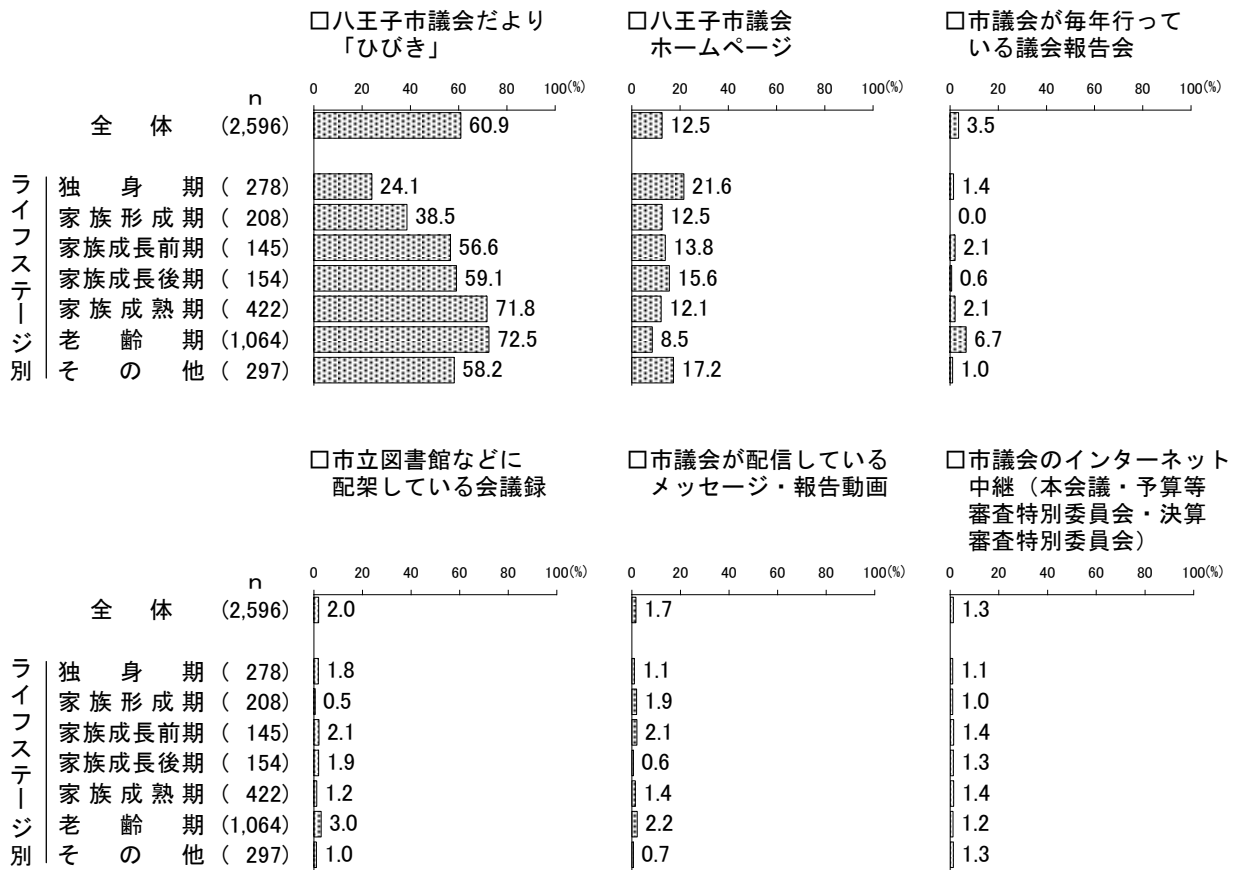 □八王子市議会だより
「ひびき」
□八王子市議会
ホームページ
□市議会が毎年行って
いる議会報告会
n
0 20 40 60 80 100(%)
0 20 40 60 80 100(%)
0 20 40 60 80 100(%)
全体 (2,596) 60.9 12.5 3.5
ライフステージ別
独身期 ( 278) 24.1 21.6 1.4
家族形成期 ( 208) 38.5 12.5 0.0
家族成長前期 ( 145) 56.6 13.8 2.1
家族成長後期 ( 154) 59.1 15.6 0.6
家族成熟期 ( 422) 71.8 12.1 2.1
老齢期 (1,064) 72.5 8.5 6.7
その他 ( 297) 58.2 17.2 1.0
□市立図書館などに
配架している会議録
□市議会が配信している
メッセージ・報告動画
□市議会のインターネット
中継（本会議・予算等
審査特別委員会・決算
審査特別委員会）
n
0 20 40 60 80 100(%)
0 20 40 60 80 100(%)
0 20 40 60 80 100(%)
全体 (2,596) 2.0 1.7 1.3
ライフステージ別
独身期 ( 278) 1.8 1.1 1.1
家族形成期 ( 208) 0.5 1.9 1.0
家族成長前期 ( 145) 2.1 2.1 1.4
家族成長後期 ( 154) 1.9 0.6 1.3
家族成熟期 ( 422) 1.2 1.4 1.4
老齢期 (1,064) 3.0 2.2 1.2
その他 ( 297) 1.0 0.7 1.3